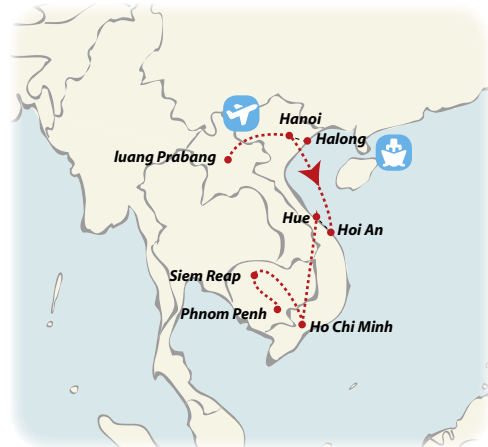 Hanoi
Halong
luang Prabang
Hue
Hoi An
Siem Reap
Phnom Penh
Ho Chi Minh